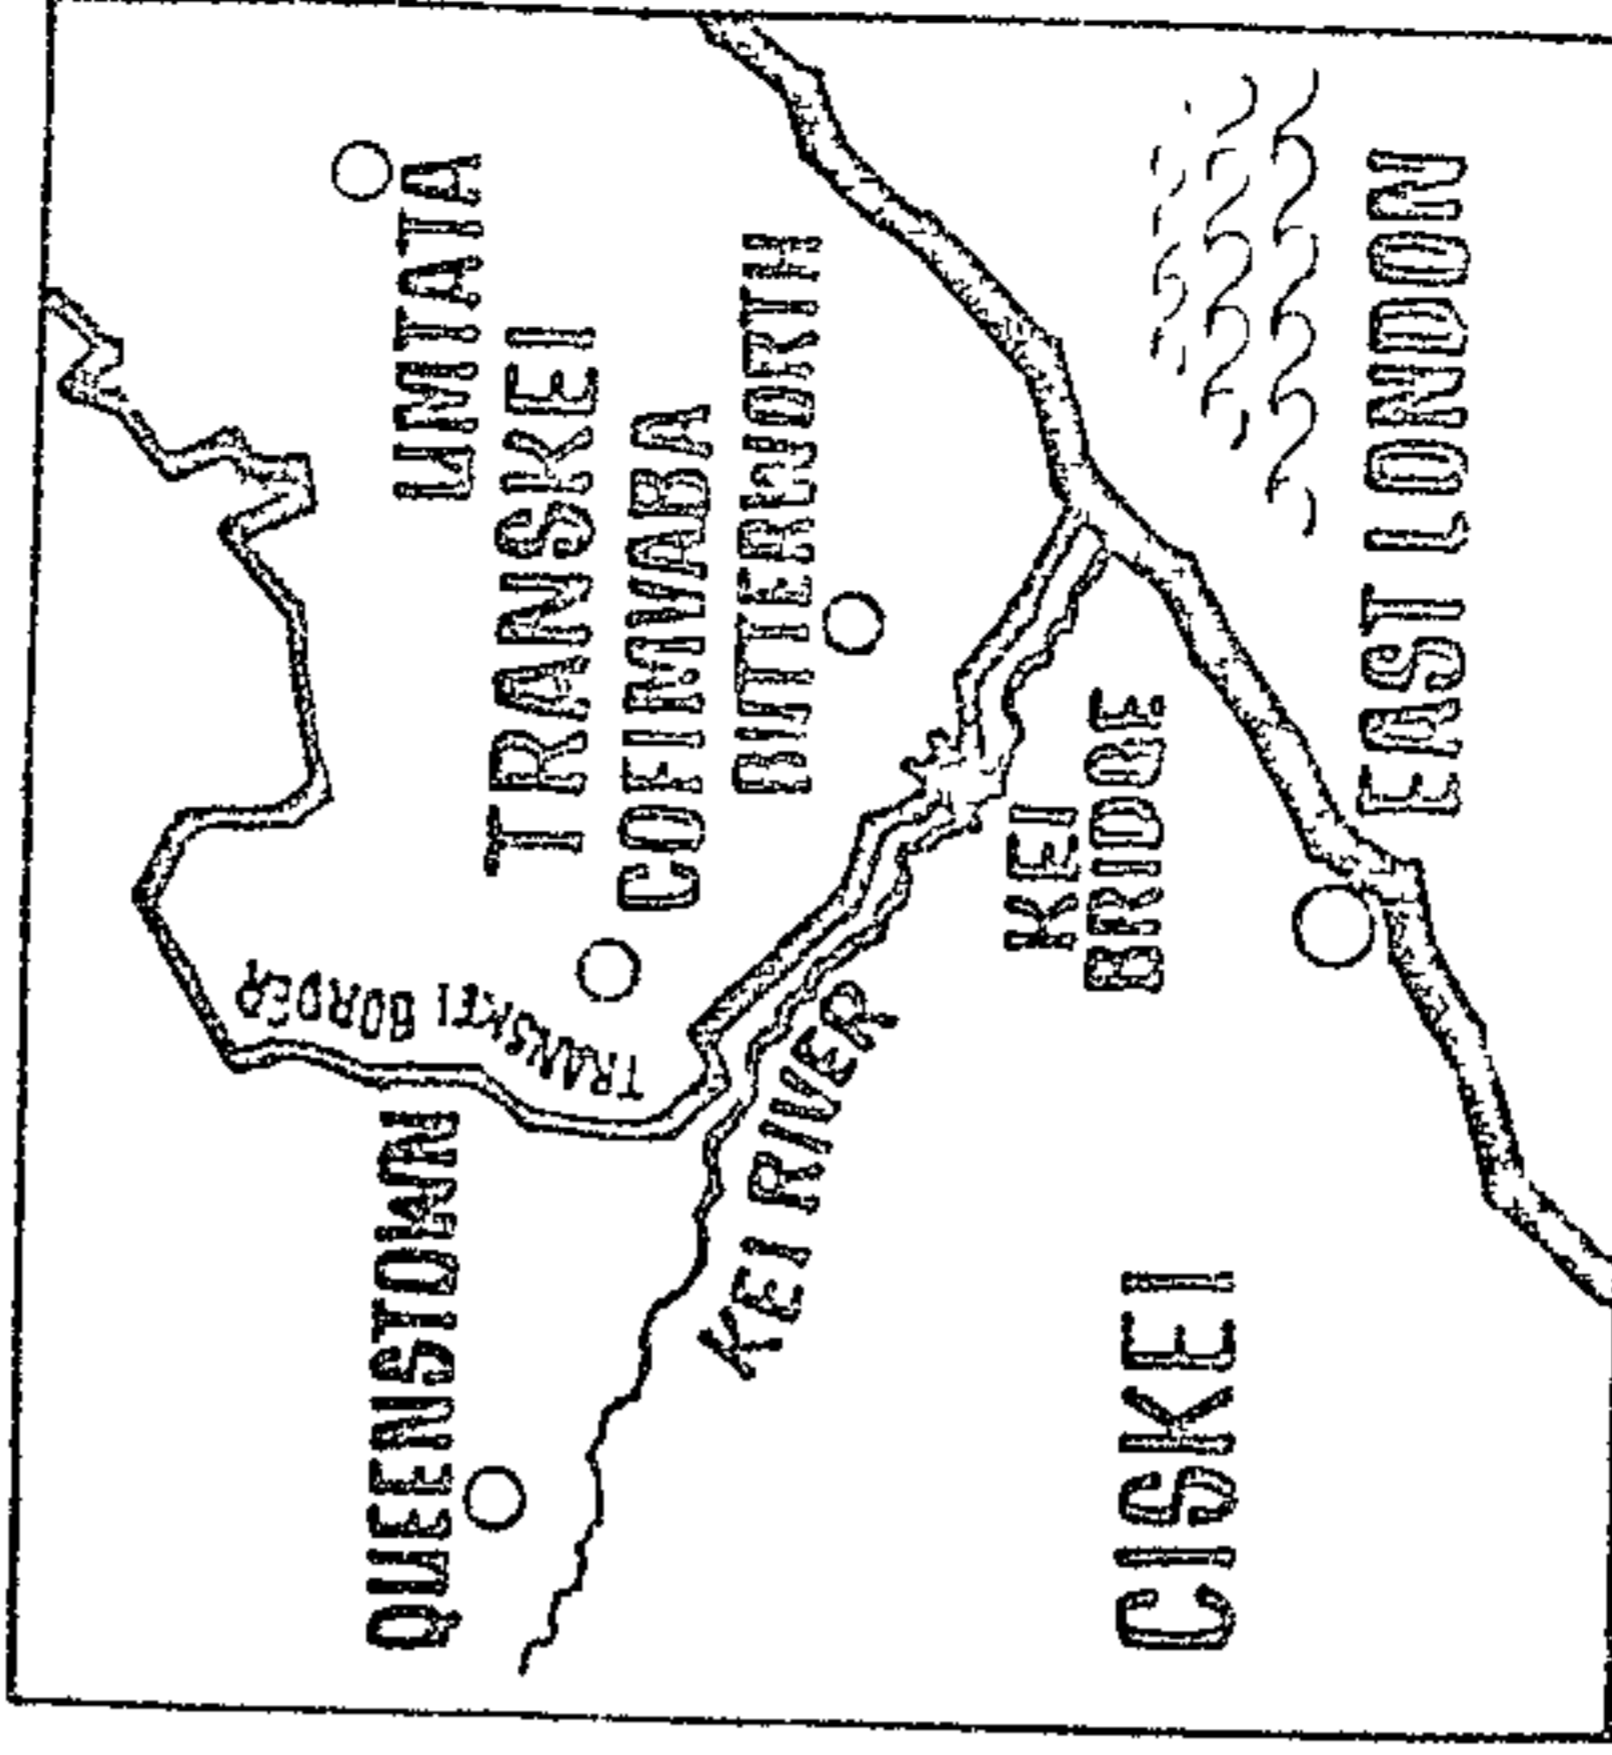 UMTATA
TRANSKEI
COFIMVABA
BUTTERWORTH
TRANSKEI BORDER
QUEENSTOWN
KEI RIVER
KEI
BRIDGE
EAST LONDON
CISKEI